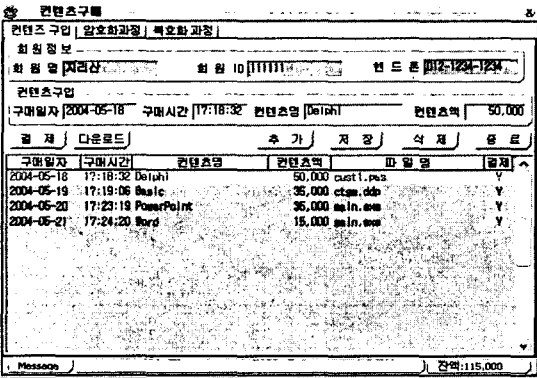 컨텐츠구매
컨텐츠 구입 암호화과정 복호화과정
회원정보
회 원 명 지리산 회 원 ID 111111 핸 드 폰 012-1234-1234
컨텐츠구입
구매일자 2004-05-18 구매시간 17:18:32 컨텐츠명 Delphi 컨텐츠액 50,000
결 제 다운로드 추 가 저 장 삭 제 종 료
구매일자 구매시간 컨텐츠명 컨텐츠액 파 일 명 결제
2004-05-18 17:18:32 Delphi 50,000 cust1.pas Y
2004-05-19 17:19:06 Basic 35,000 ctsm.ddp Y
2004-05-20 17:23:19 PowerPoint 35,000 main.exe Y
2004-05-21 17:24:20 Word 15,000 main.exe Y
Message 잔액:115,000